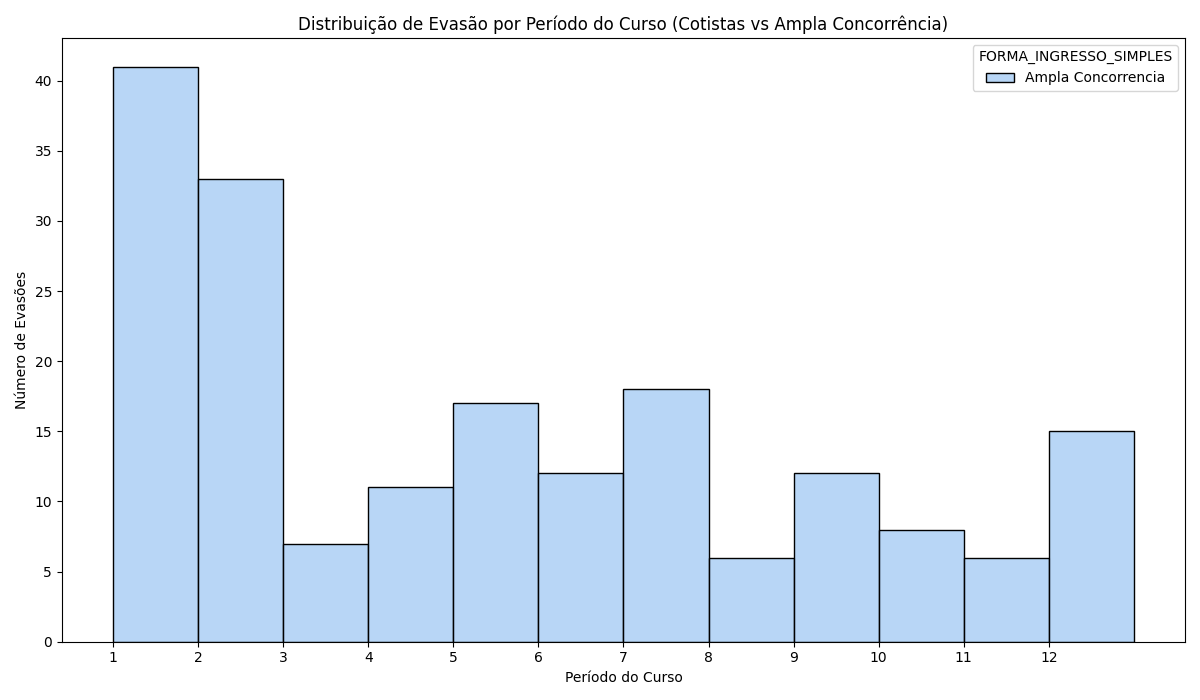 Distribuição de Evasão por Período do Curso (Cotistas vs Ampla Concorrência)
FORMA_INGRESSO_SIMPLES
Ampla Concorrencia
Número de Evasões
40
35
30
25
20
15
10
5
0
1 2 3 4 5 6 7 8 9 10 11 12
Período do Curso